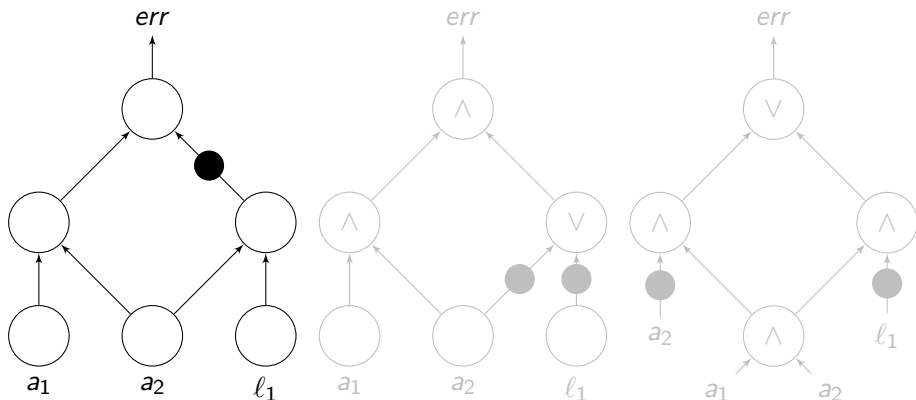 err err err
∧ ∨
∧ ∨ ∧ ∧
a₂ ℓ₁
∧
a₁ a₂ ℓ₁ a₁ a₂ ℓ₁ a₁ a₂